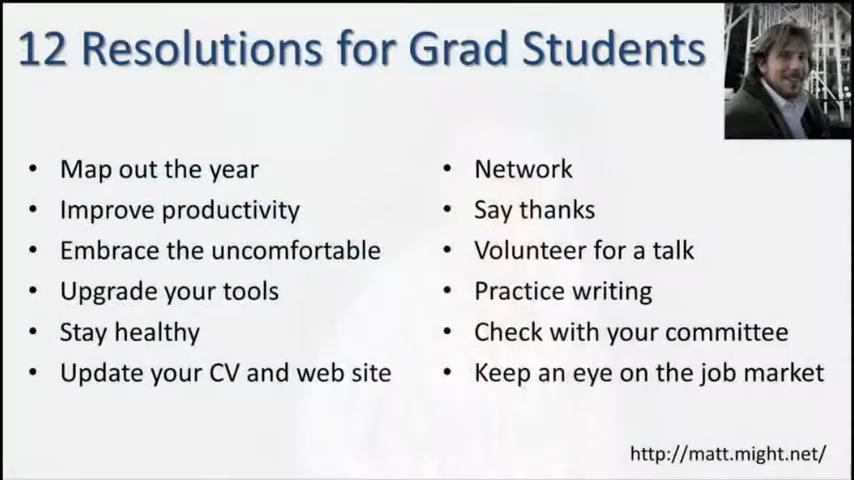 12 Resolutions for Grad Students
• Map out the year
• Improve productivity
• Embrace the uncomfortable
• Upgrade your tools
• Stay healthy
• Update your CV and web site
• Network
• Say thanks
• Volunteer for a talk
• Practice writing
• Check with your committee
• Keep an eye on the job market
http://matt.might.net/